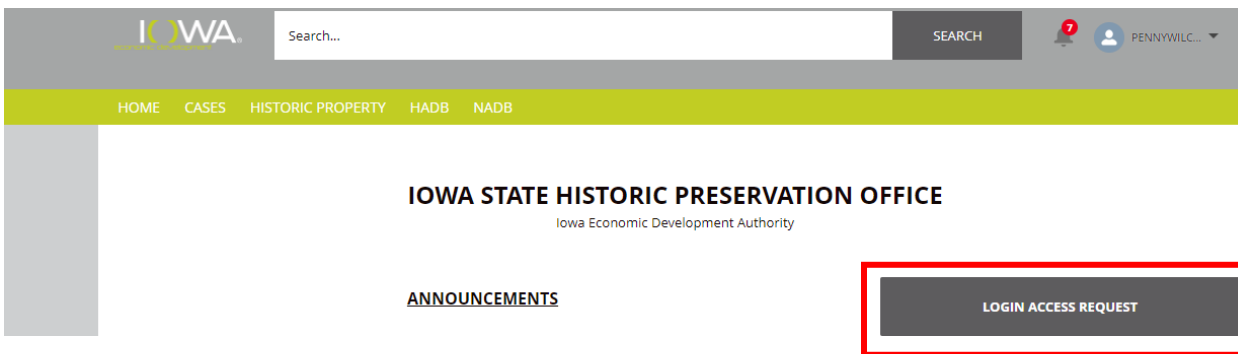 IOWA
Search...
SEARCH
7
PENNYWILC...
HOME CASES HISTORIC PROPERTY HADB NADB
IOWA STATE HISTORIC PRESERVATION OFFICE
Iowa Economic Development Authority
ANNOUNCEMENTS
LOGIN ACCESS REQUEST